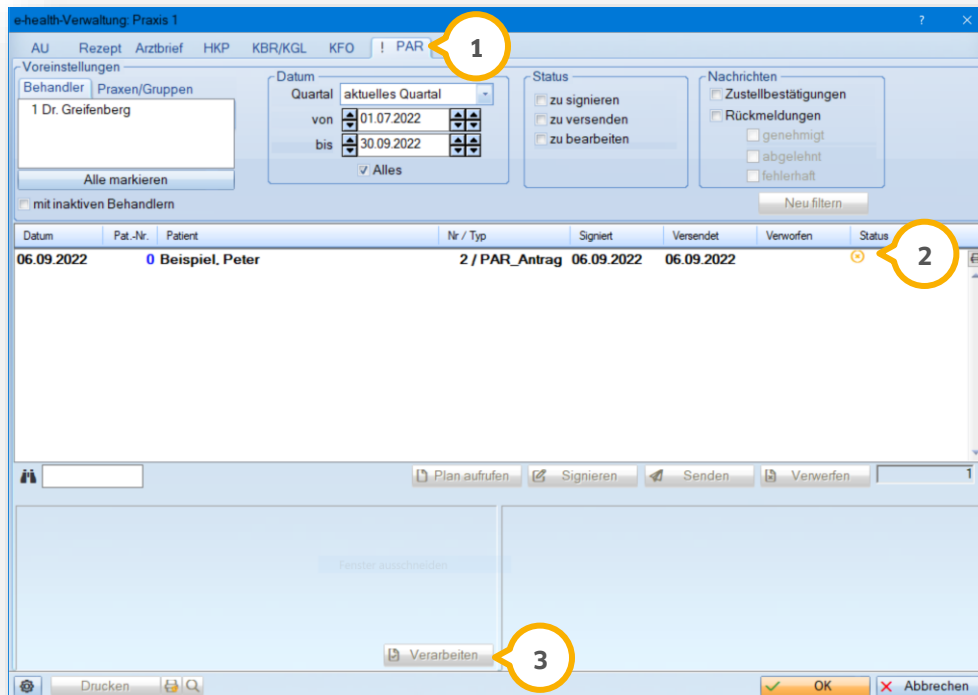 e-health-Verwaltung: Praxis 1
AU Rezept Arztbrief HKP KBR/KGL KFO ! PAR
1
Voreinstellungen
Behandler Praxen/Gruppen
1 Dr. Greifenberg
Alle markieren
mit inaktiven Behandlern
Datum
Quartal aktuelles Quartal
von 01.07.2022
bis 30.09.2022
Alles
Status
zu signieren
zu versenden
zu bearbeiten
Nachrichten
Zustellbestätigungen
Rückmeldungen
genehmigt
abgelehnt
fehlerhaft
Neu filtern
Datum Pat.-Nr. Patient Nr / Typ Signiert Versendet Verworfen Status
06.09.2022 0 Beispiel, Peter 2 / PAR_Antrag 06.09.2022 06.09.2022
2
Plan aufrufen Signieren Senden Verwerfen 1
Fenster ausschneiden
Verarbeiten
3
Drucken OK Abbrechen